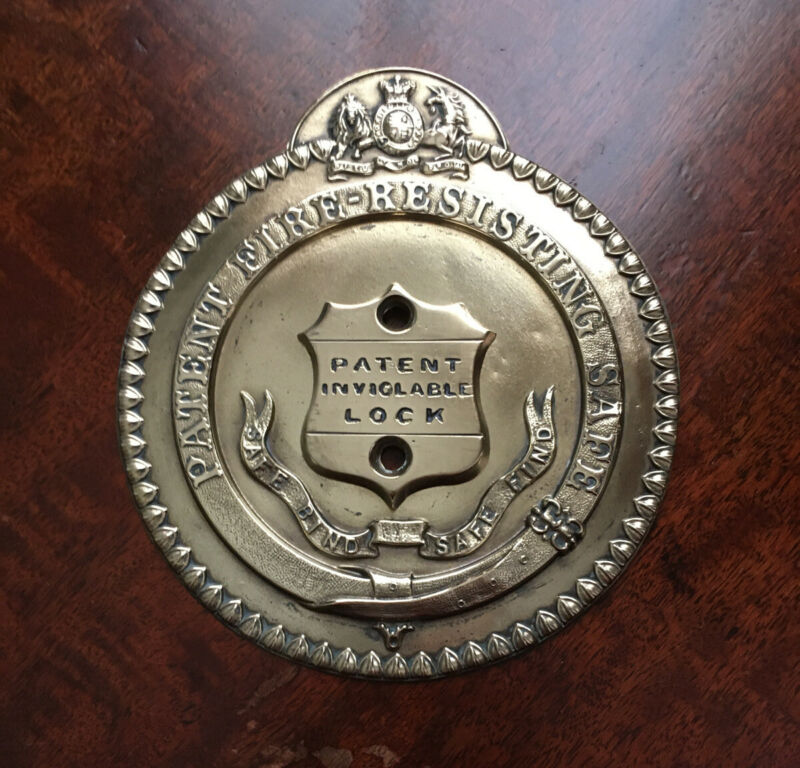 PATENT FIRE-RESISTING SAFE
PATENT
INVIOLABLE
LOCK
SAFE BIND SAFE FIND